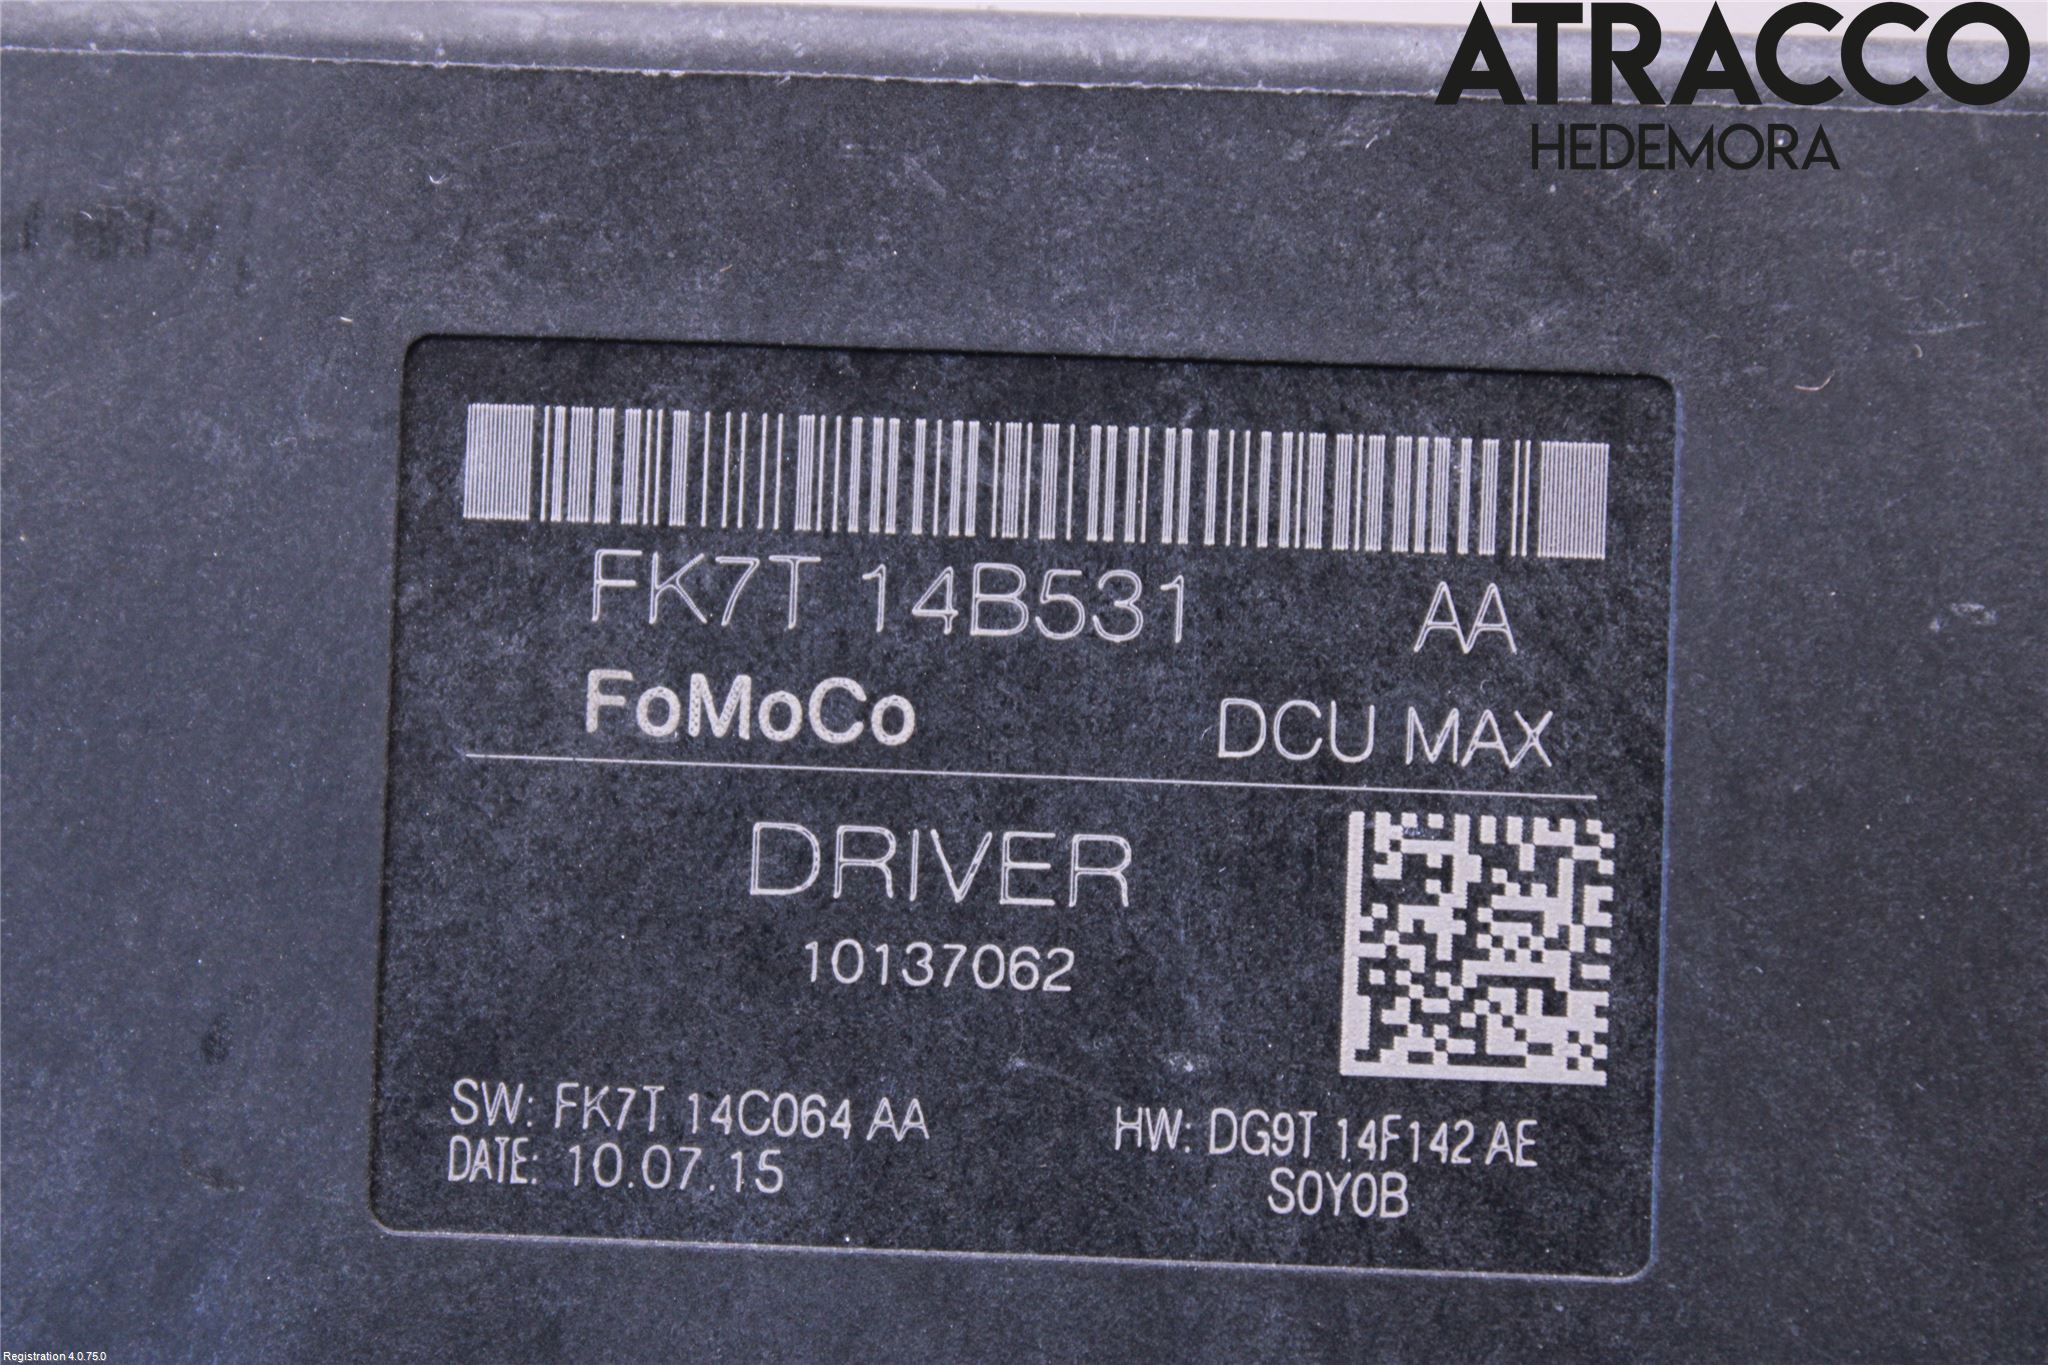 ATRACCO
HEDEMORA
FK7T 14B531 AA
FoMoCo DCU MAX
DRIVER
10137062
SW: FK7T 14C064 AA
DATE: 10.07.15
HW: DG9T 14F142 AE
S0Y0B
Registration 4.0.75.0